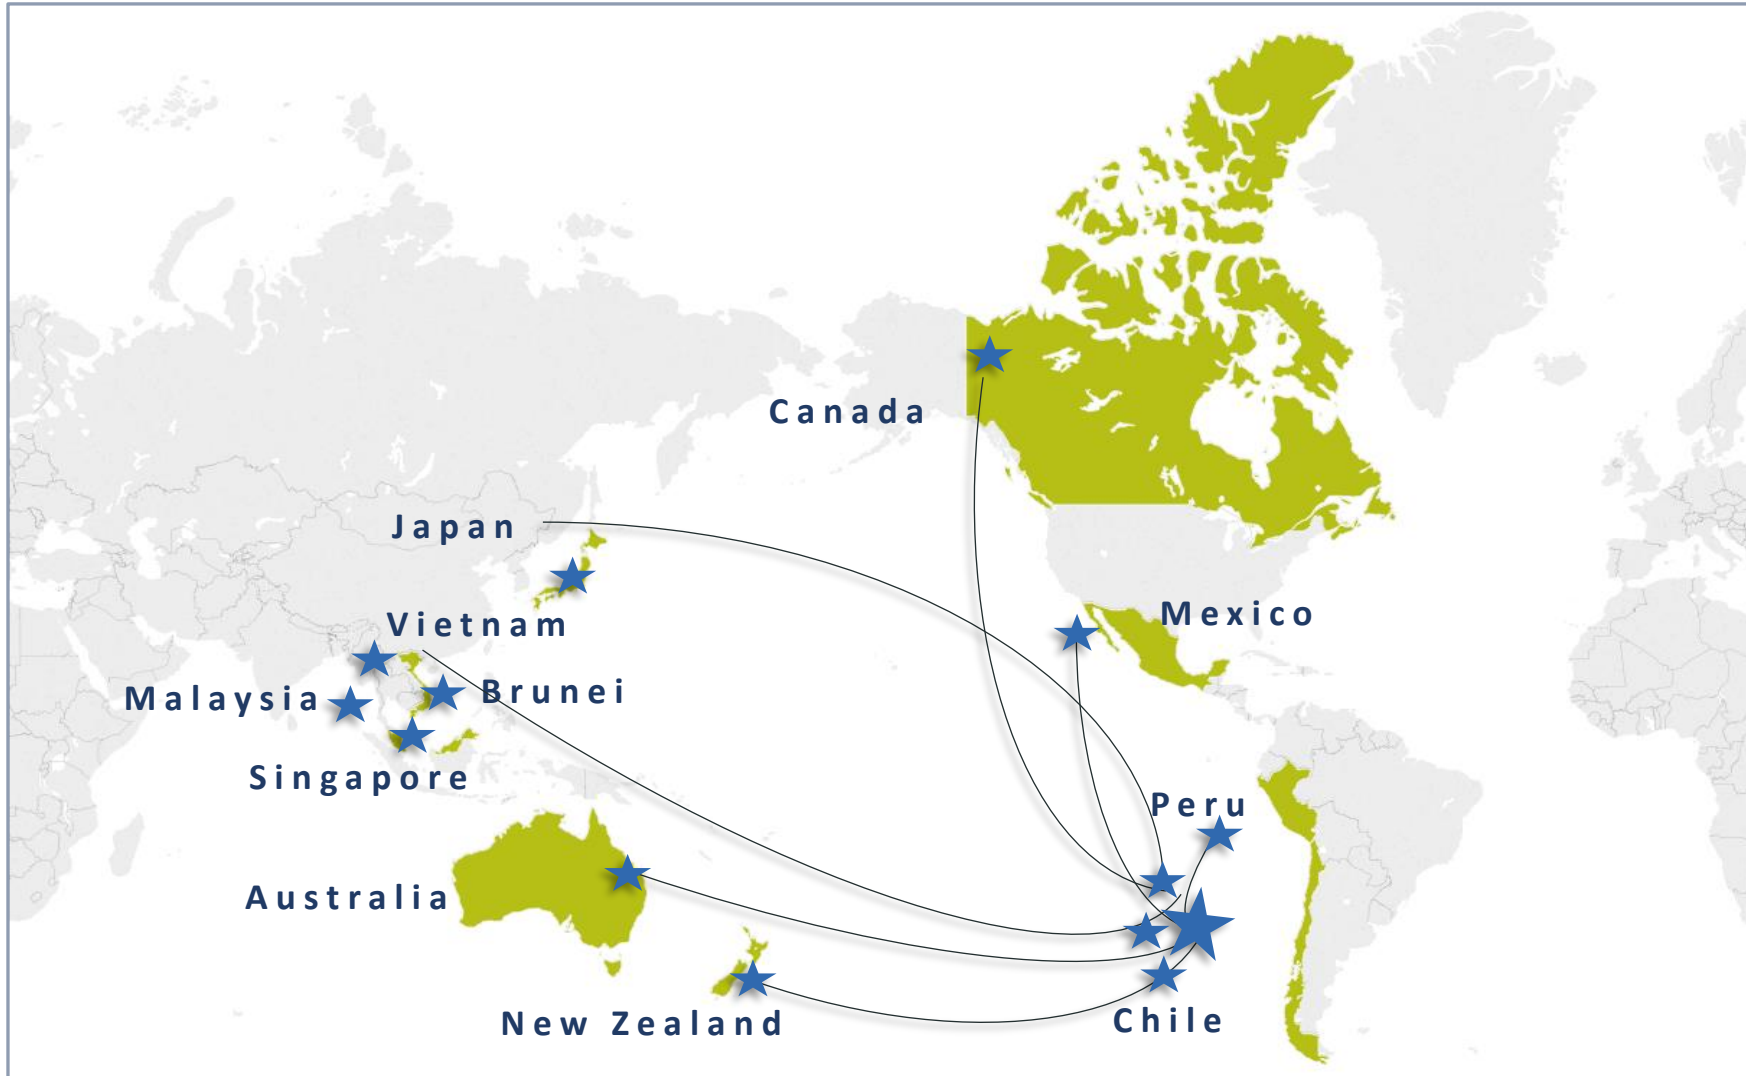 Canada
Japan
Mexico
Vietnam
Malaysia
Brunei
Singapore
Peru
Australia
New Zealand
Chile